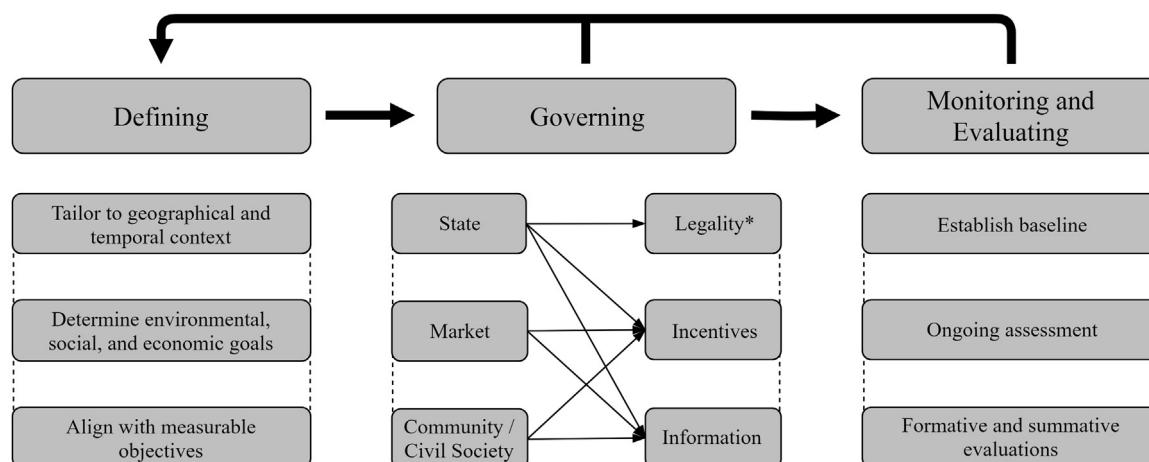 Defining
Governing
Monitoring and
Evaluating
Tailor to geographical and
temporal context
State
Legality*
Establish baseline
Determine environmental,
social, and economic goals
Market
Incentives
Ongoing assessment
Align with measurable
objectives
Community /
Civil Society
Information
Formative and summative
evaluations